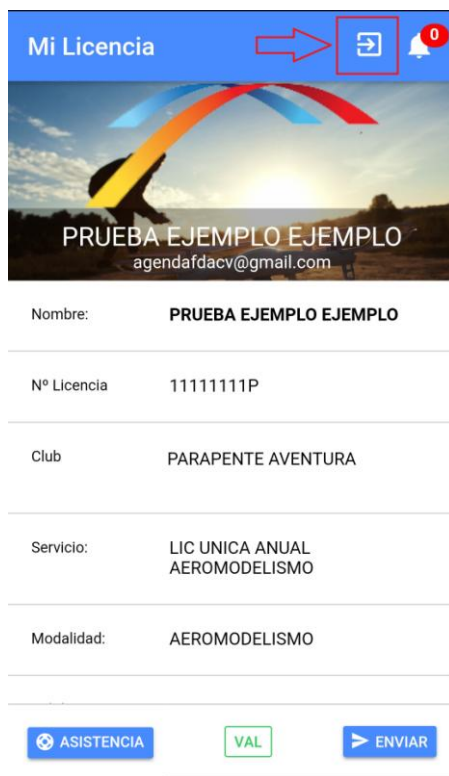 Mi Licencia
0
PRUEBA EJEMPLO EJEMPLO
agendafdacv@gmail.com
Nombre: PRUEBA EJEMPLO EJEMPLO
Nº Licencia 11111111P
Club PARAPENTE AVENTURA
Servicio: LIC UNICA ANUAL
AEROMODELISMO
Modalidad: AEROMODELISMO
ASISTENCIA VAL ENVIAR